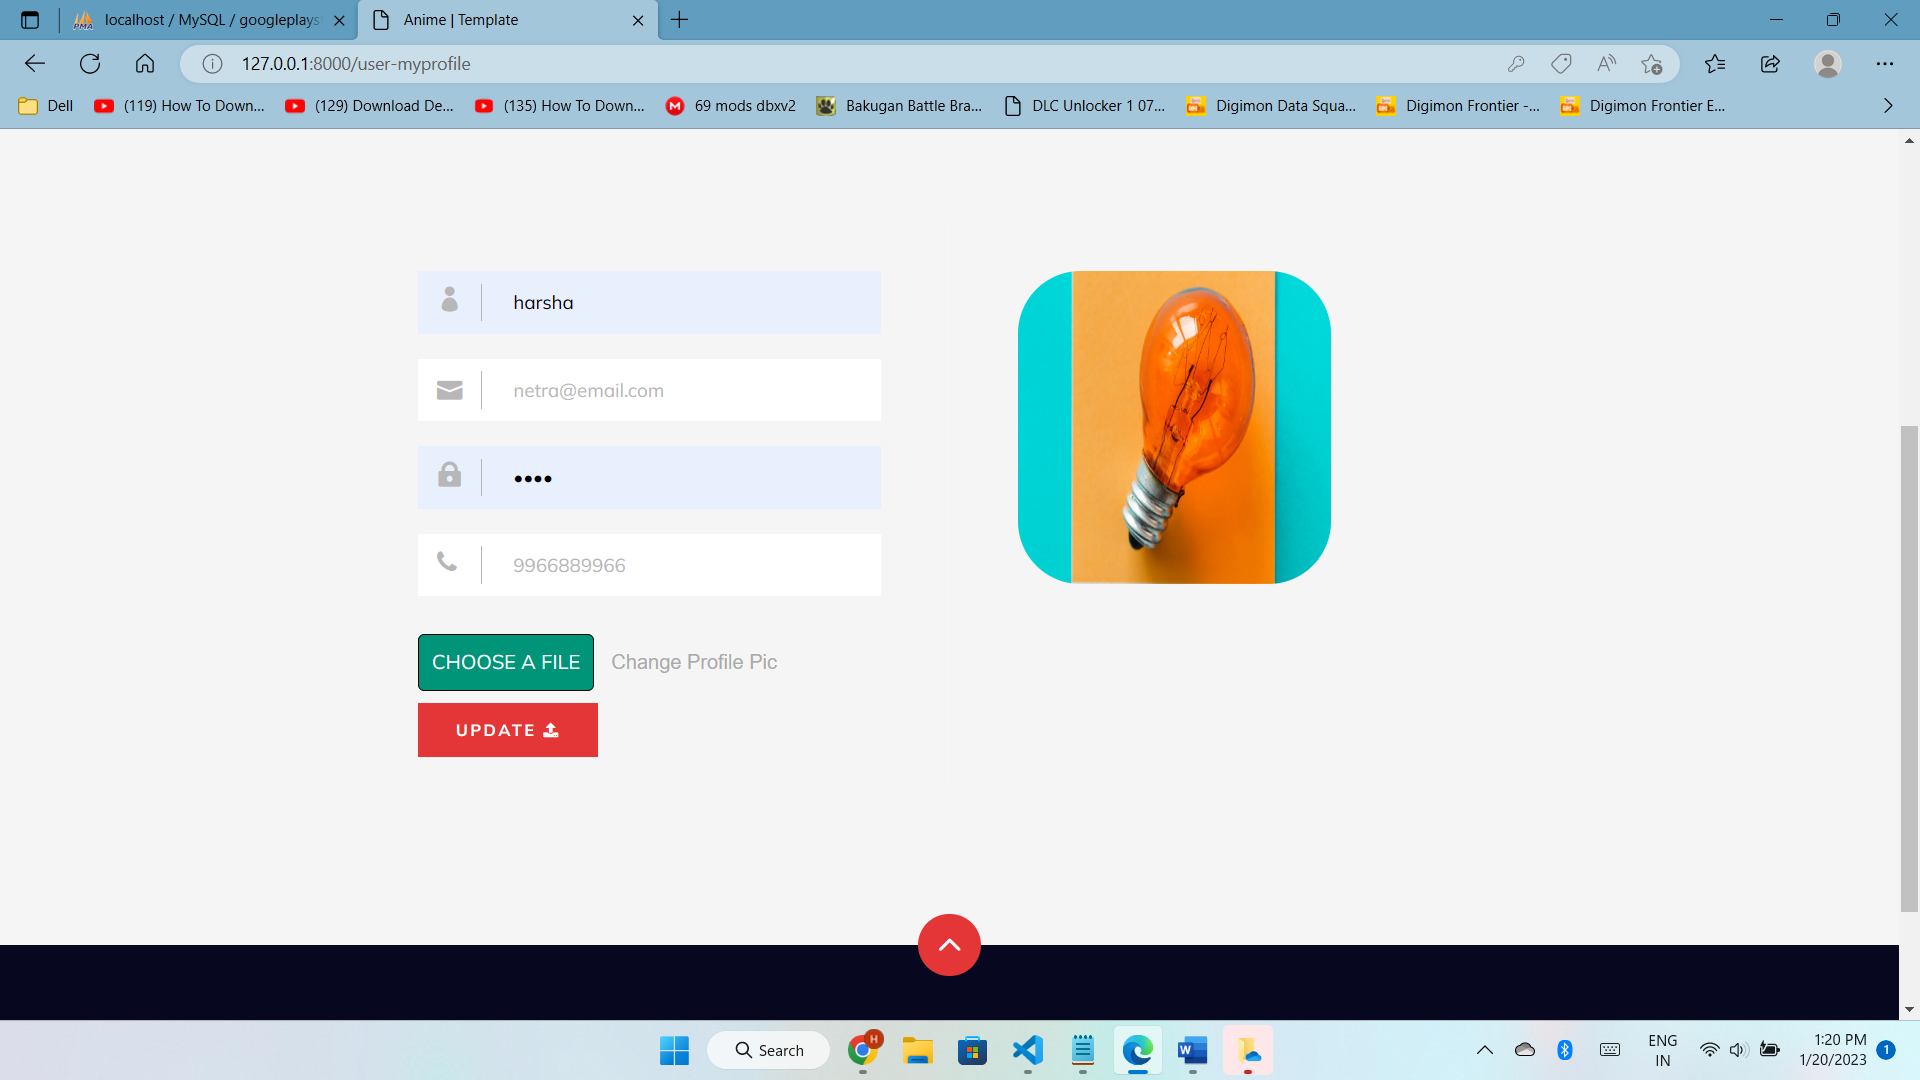 localhost / MySQL / googleplays
Anime | Template
127.0.0.1:8000/user-myprofile
Dell
(119) How To Down...
(129) Download De...
(135) How To Down...
69 mods dbxv2
Bakugan Battle Bra...
DLC Unlocker 1 07...
Digimon Data Squa...
Digimon Frontier -...
Digimon Frontier E...
harsha
netra@email.com
••••
9966889966
CHOOSE A FILE Change Profile Pic
UPDATE
Search
H
ENG
IN
1:20 PM
1/20/2023
1